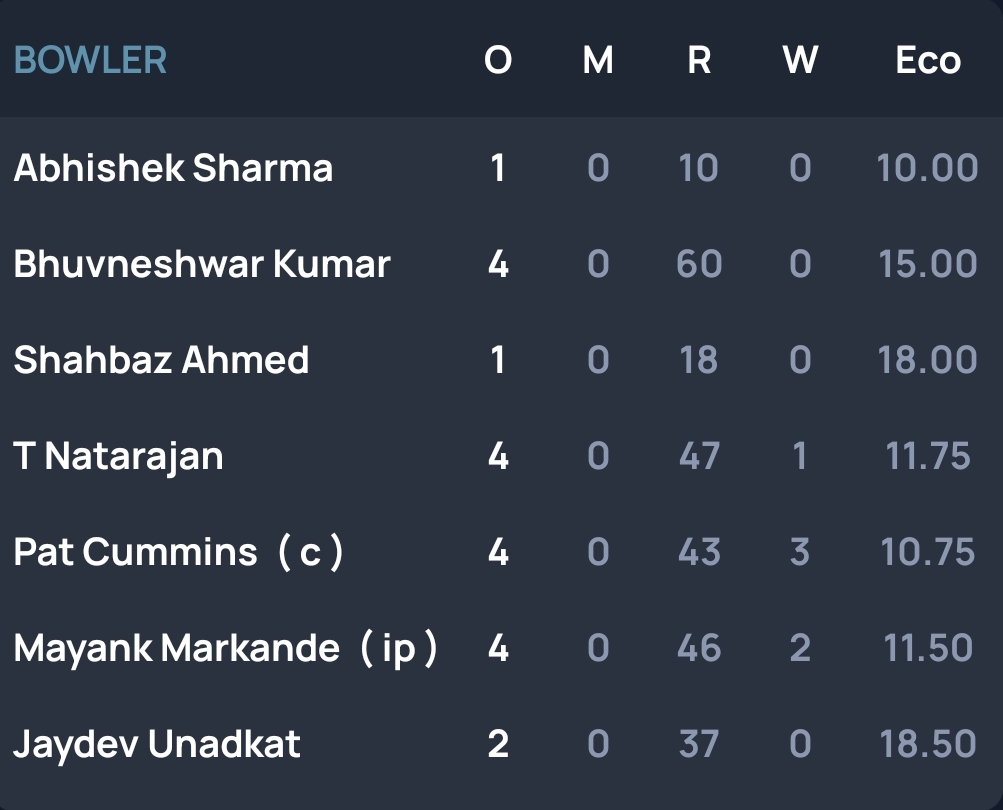 BOWLER O M R W Eco
Abhishek Sharma 1 0 10 0 10.00
Bhuvneshwar Kumar 4 0 60 0 15.00
Shahbaz Ahmed 1 0 18 0 18.00
T Natarajan 4 0 47 1 11.75
Pat Cummins ( c ) 4 0 43 3 10.75
Mayank Markande ( ip ) 4 0 46 2 11.50
Jaydev Unadkat 2 0 37 0 18.50